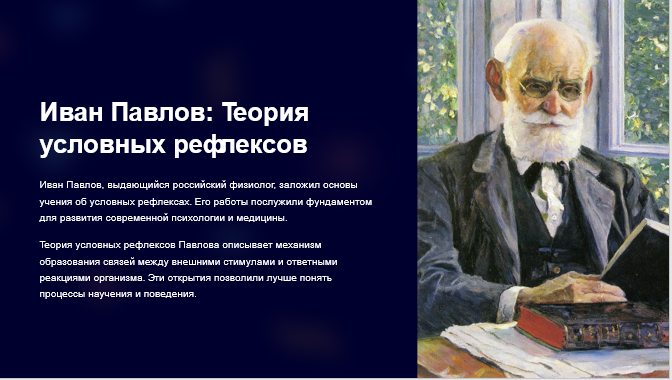 Иван Павлов: Теория
условных рефлексов
Иван Павлов, выдающийся российский физиолог, заложил основы
учения об условных рефлексах. Его работы послужили фундаментом
для развития современной психологии и медицины.
Теория условных рефлексов Павлова описывает механизм
образования связей между внешними стимулами и ответными
реакциями организма. Эти открытия позволили лучше понять
процессы научения и поведения.